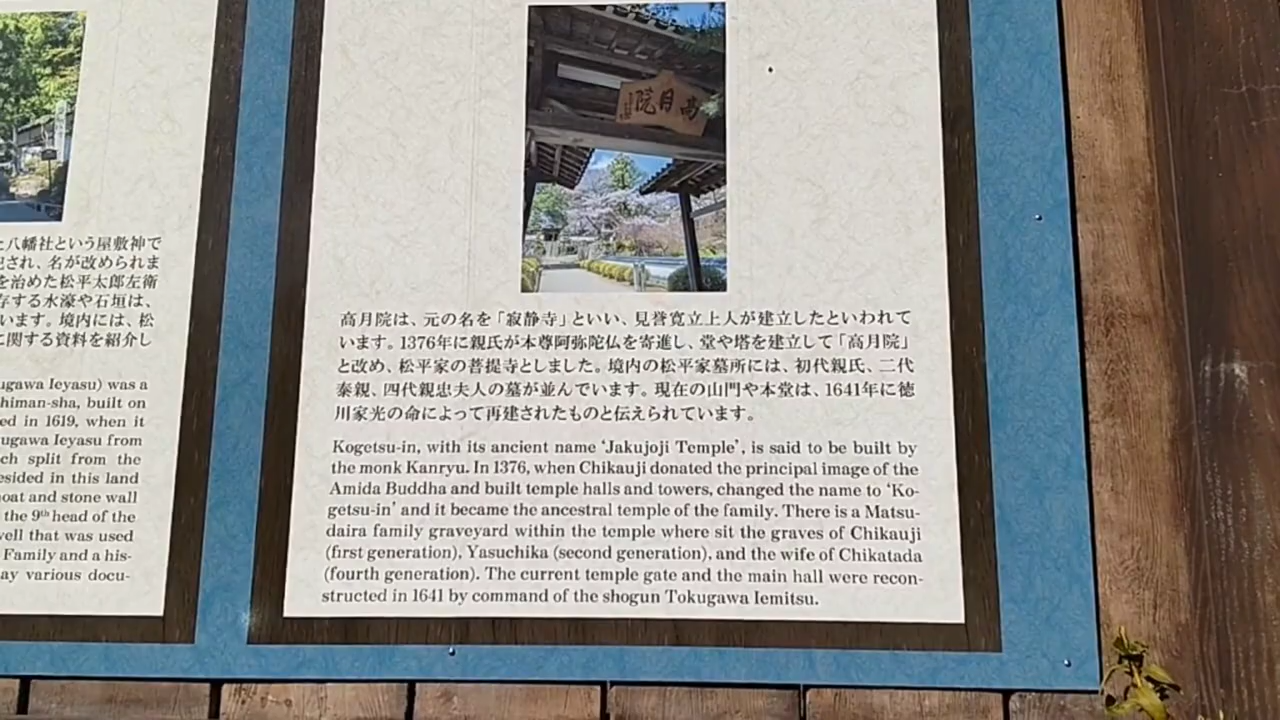 と八幡社という屋敷神で
記され、名が改められま
を治めた松平太郎左衛
存する水濠や石垣は、
います。境内には、松
に関する資料を紹介し
ugawa Ieyasu) was a
himan-sha, built on
ed in 1619, when it
ugawa Ieyasu from
ch split from the
esided in this land
oat and stone wall
the 9th head of the
well that was used
Family and a his-
ay various docu-
高月院
高月院は、元の名を「寂静寺」といい、見誉寛立上人が建立したといわれて
います。1376年に親氏が本尊阿弥陀仏を寄進し、堂や塔を建立して「高月院」
と改め、松平家の菩提寺としました。境内の松平家墓所には、初代親氏、二代
泰親、四代親忠夫人の墓が並んでいます。現在の山門や本堂は、1641年に徳
川家光の命によって再建されたものと伝えられています。
Kogetsu-in, with its ancient name ‘Jakujoji Temple’, is said to be built by
the monk Kanryu. In 1376, when Chikauji donated the principal image of the
Amida Buddha and built temple halls and towers, changed the name to ‘Ko-
getsu-in’ and it became the ancestral temple of the family. There is a Matsu-
daira family graveyard within the temple where sit the graves of Chikauji
(first generation), Yasuchika (second generation), and the wife of Chikatada
(fourth generation). The current temple gate and the main hall were recon-
structed in 1641 by command of the shogun Tokugawa Iemitsu.